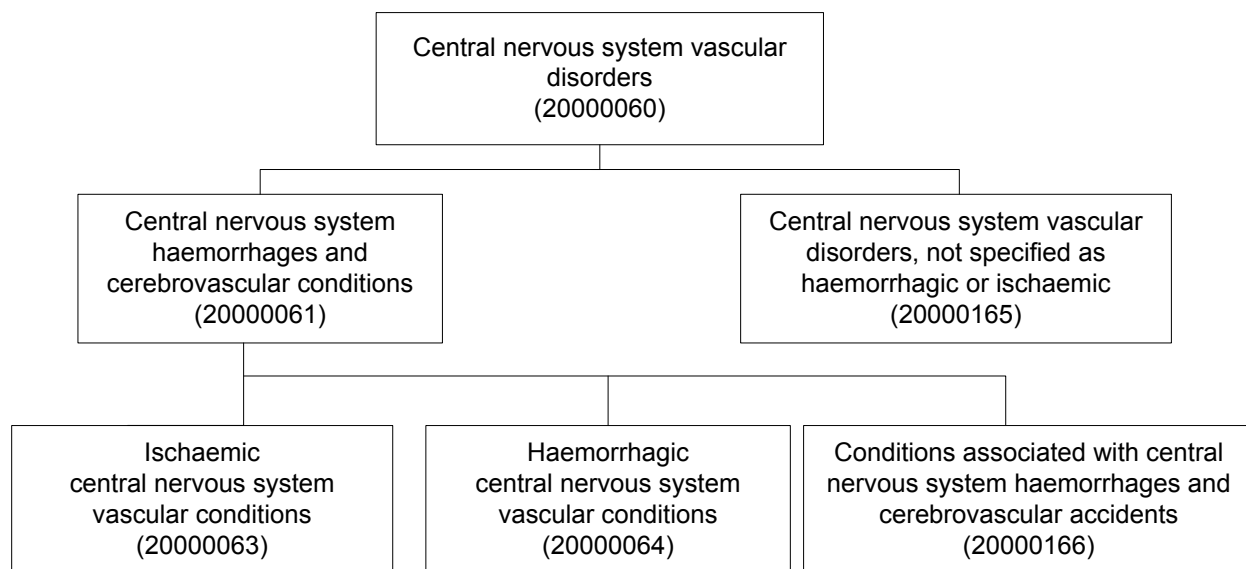 Central nervous system vascular
disorders
(20000060)
Central nervous system
haemorrhages and
cerebrovascular conditions
(20000061)
Central nervous system vascular
disorders, not specified as
haemorrhagic or ischaemic
(20000165)
Ischaemic
central nervous system
vascular conditions
(20000063)
Haemorrhagic
central nervous system
vascular conditions
(20000064)
Conditions associated with central
nervous system haemorrhages and
cerebrovascular accidents
(20000166)